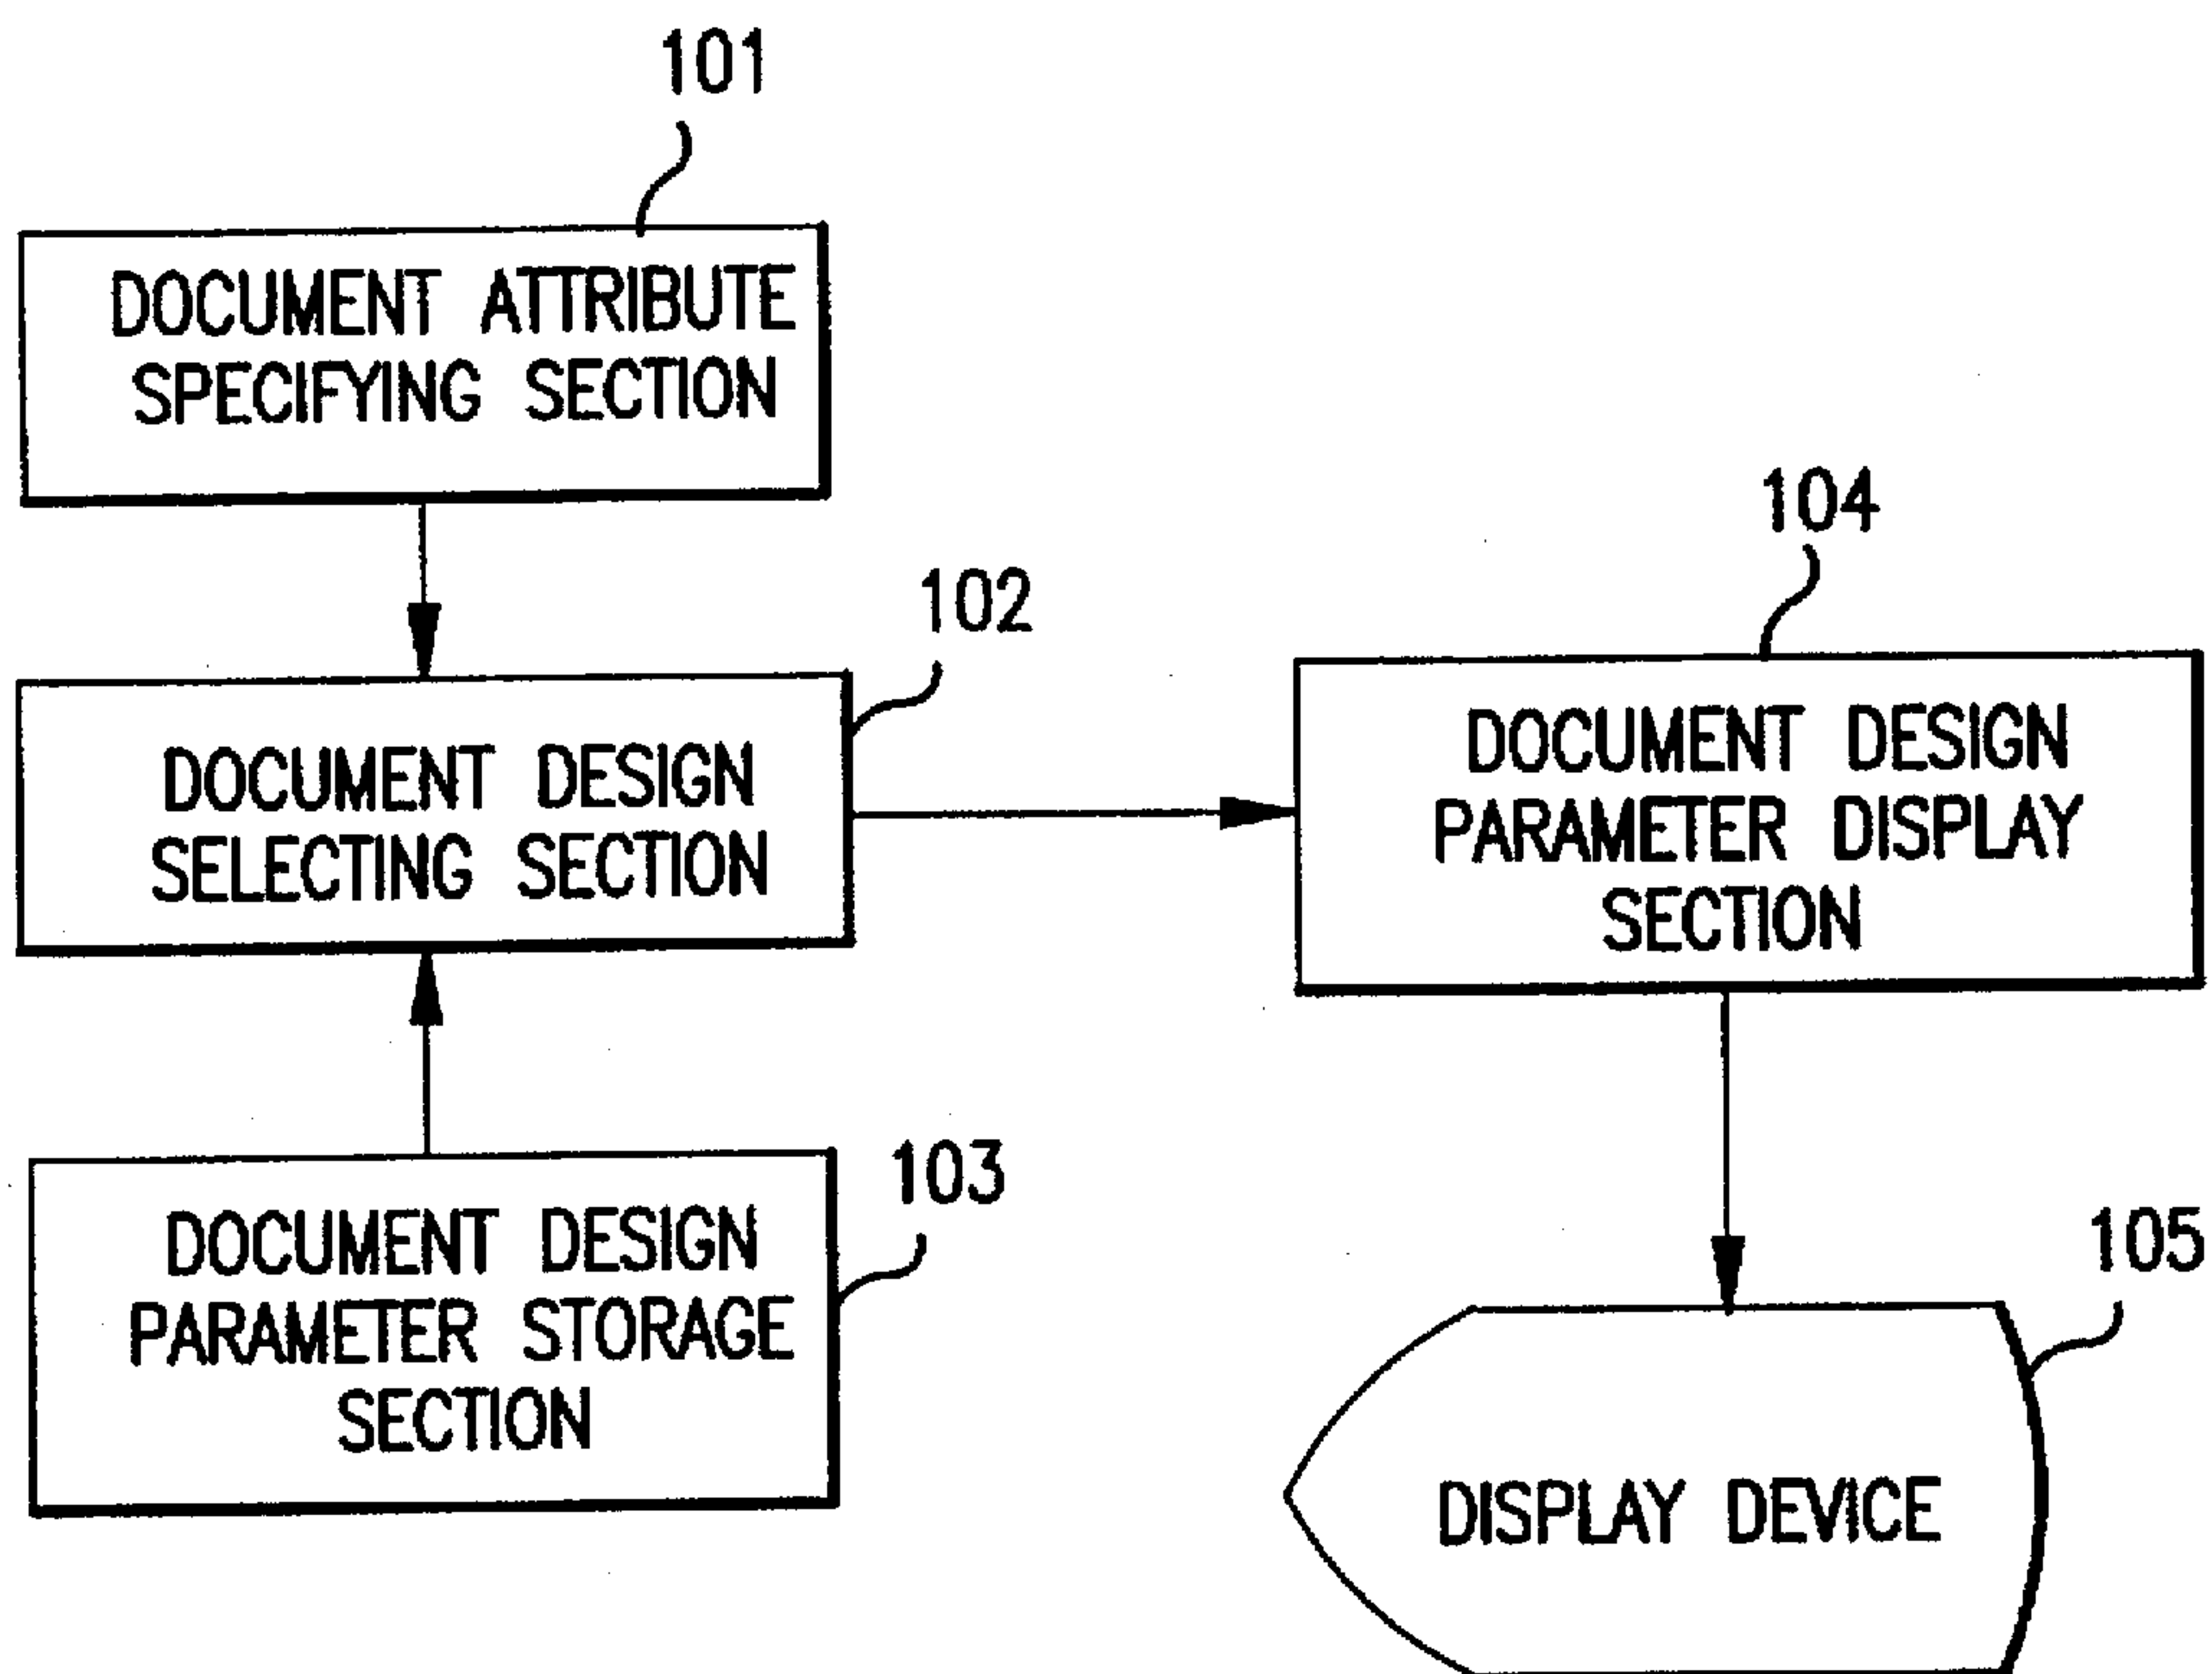 101
DOCUMENT ATTRIBUTE
SPECIFYING SECTION
102
DOCUMENT DESIGN
SELECTING SECTION
103
DOCUMENT DESIGN
PARAMETER STORAGE
SECTION
104
DOCUMENT DESIGN
PARAMETER DISPLAY
SECTION
105
DISPLAY DEVICE